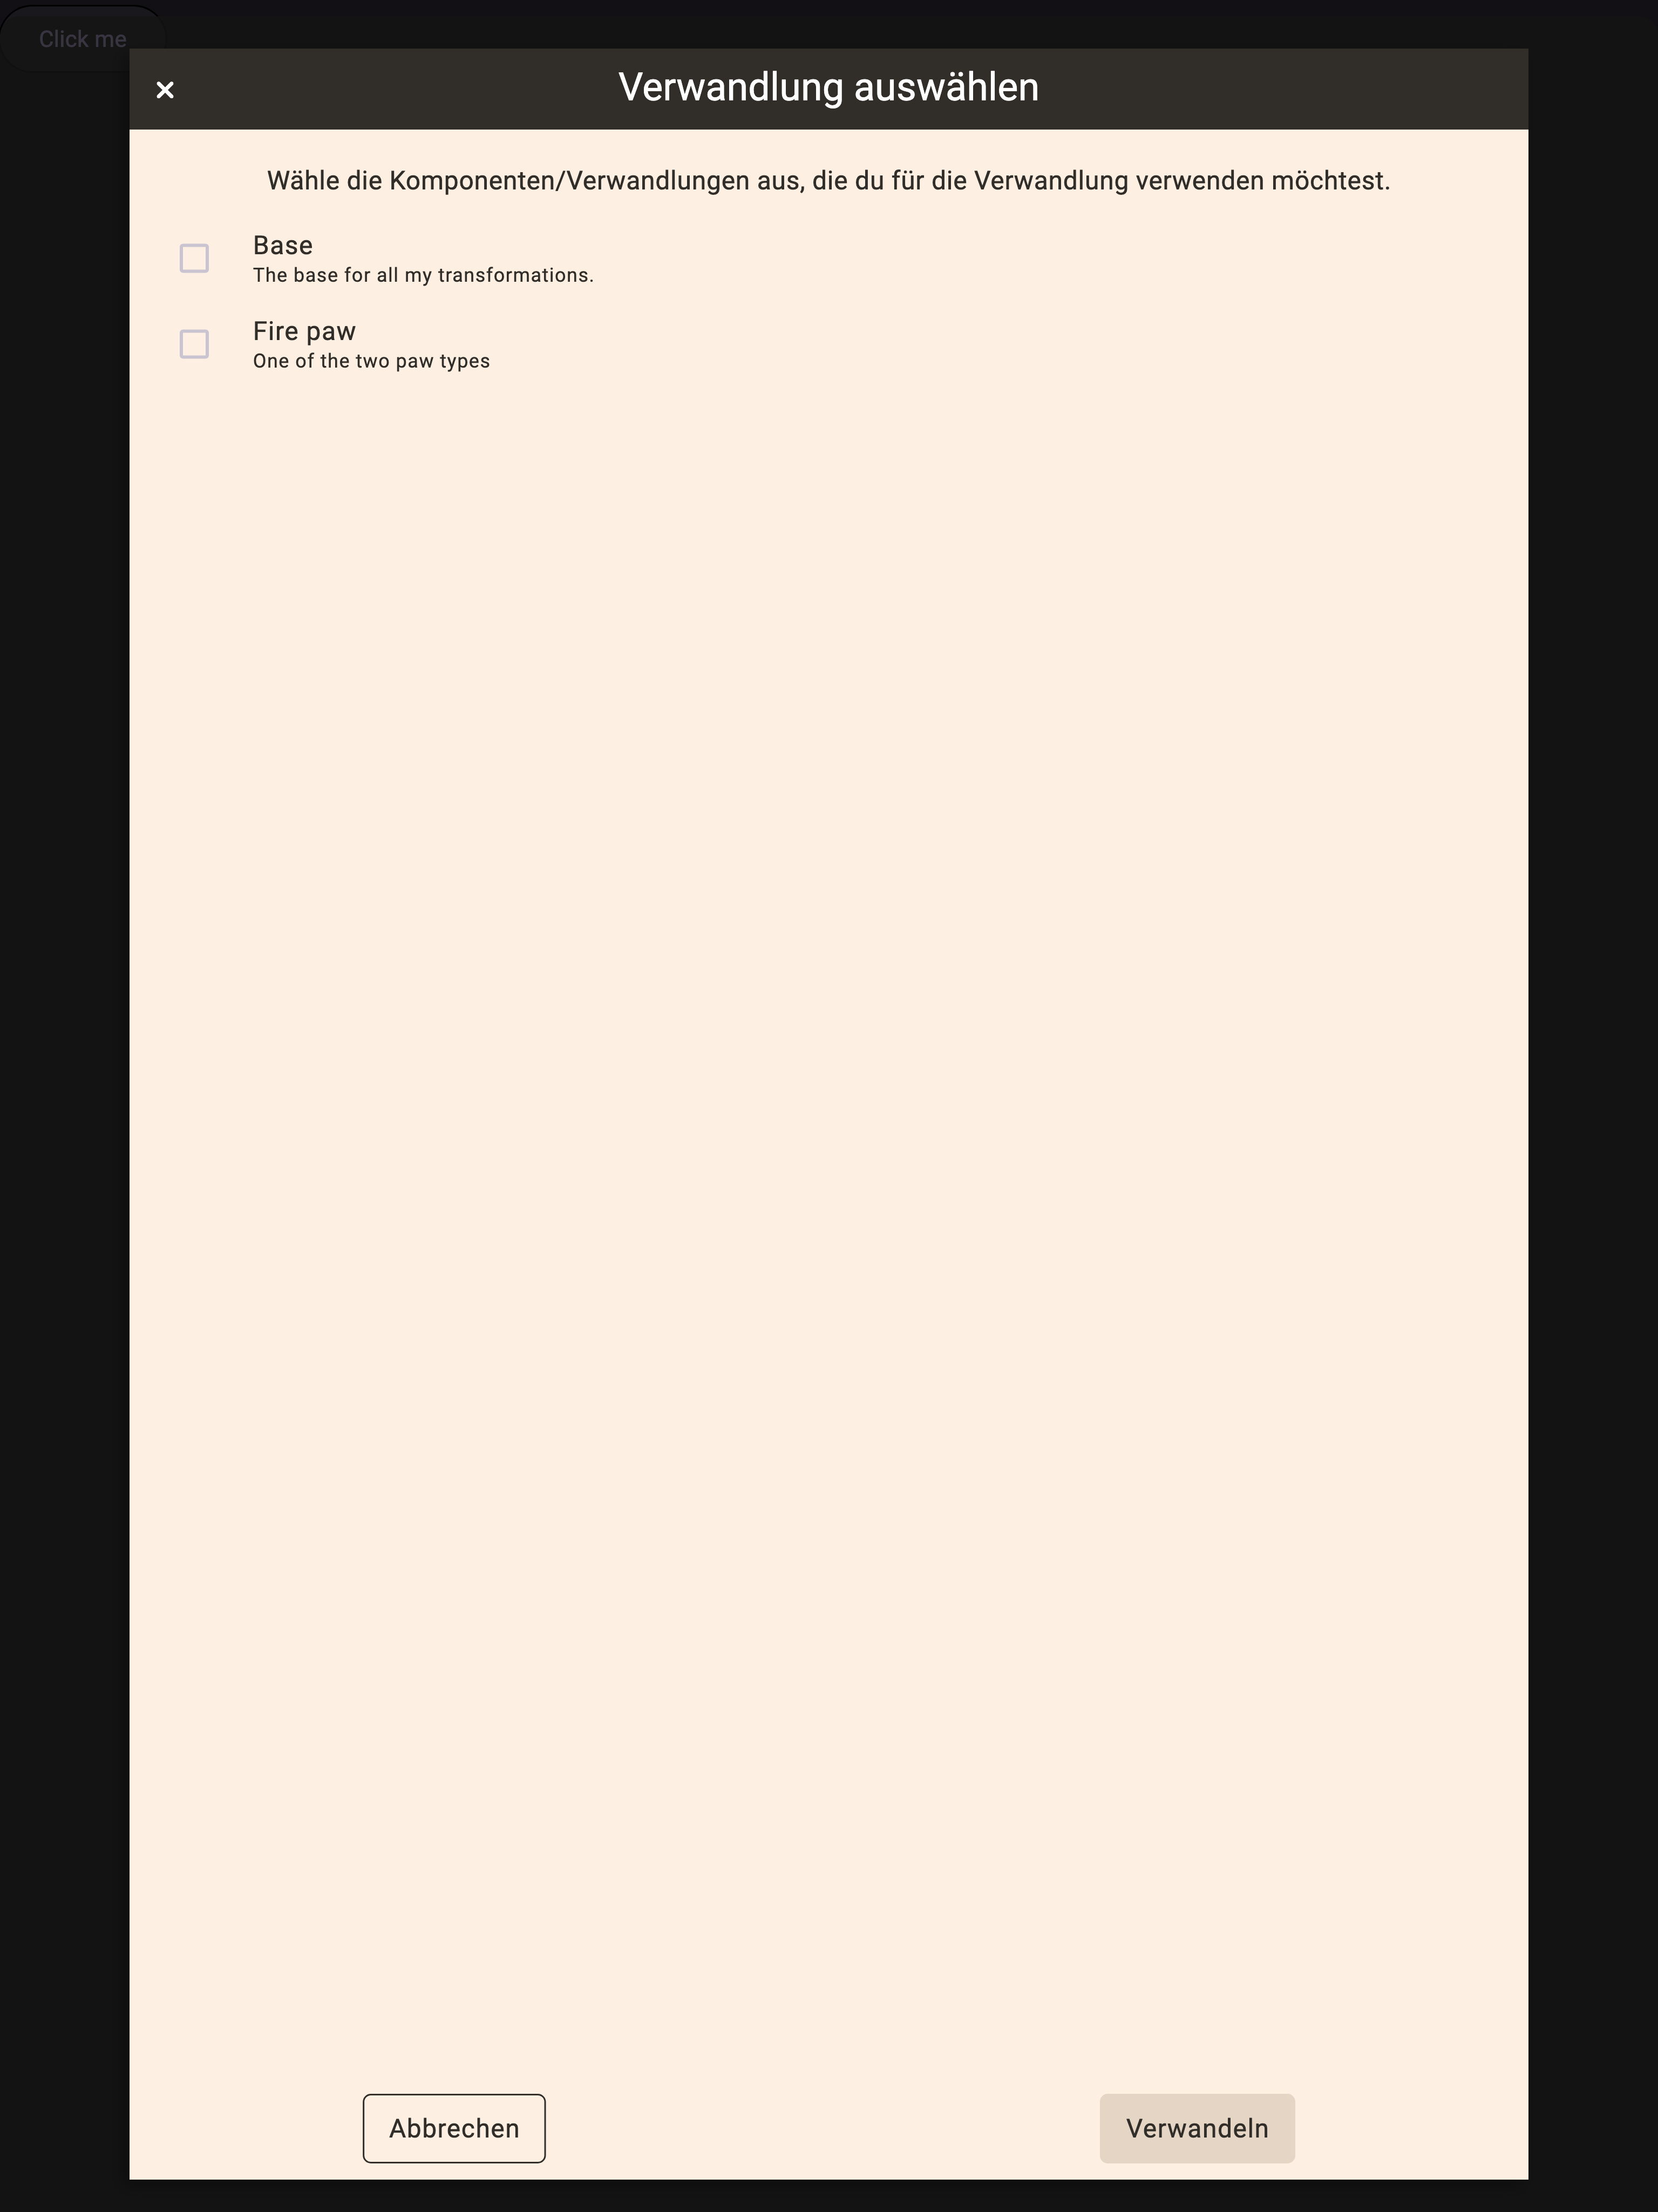 Click me
Verwandlung auswählen
Wähle die Komponenten/Verwandlungen aus, die du für die Verwandlung verwenden möchtest.
Base
The base for all my transformations.
Fire paw
One of the two paw types
Abbrechen
Verwandeln